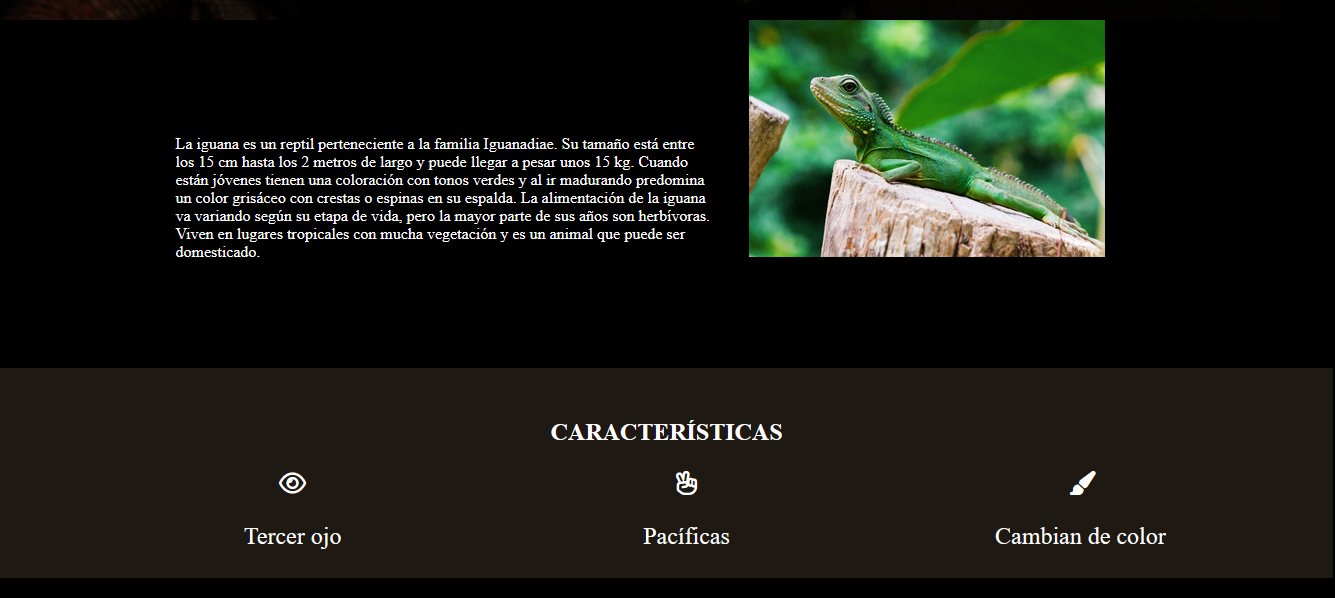 La iguana es un reptil perteneciente a la familia Iguanadiae. Su tamaño está entre
los 15 cm hasta los 2 metros de largo y puede llegar a pesar unos 15 kg. Cuando
están jóvenes tienen una coloración con tonos verdes y al ir madurando predomina
un color grisáceo con crestas o espinas en su espalda. La alimentación de la iguana
va variando según su etapa de vida, pero la mayor parte de sus años son herbívoras.
Viven en lugares tropicales con mucha vegetación y es un animal que puede ser
domesticado.
CARACTERÍSTICAS
Tercer ojo
Pacíficas
Cambian de color